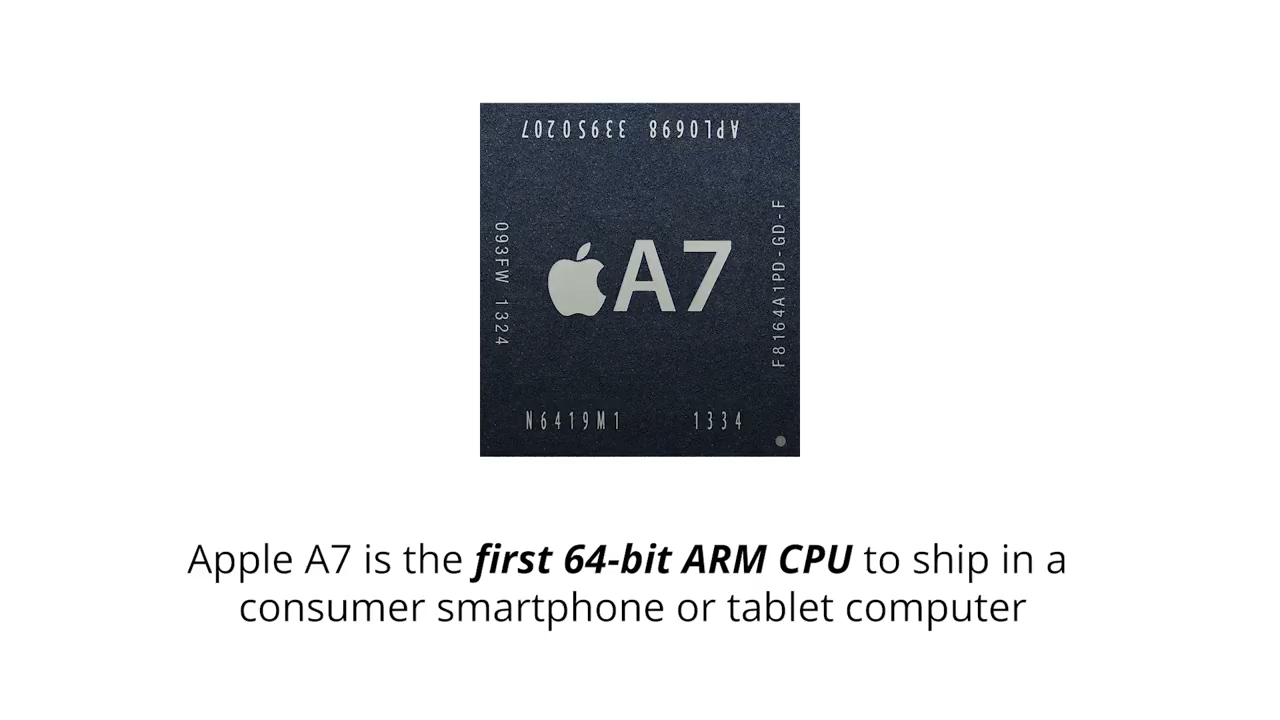 APL0698 339S0207
093FW 1324
A7
F8164A1PD-GD-F
N6419M1 1334
Apple A7 is the first 64-bit ARM CPU to ship in a
consumer smartphone or tablet computer